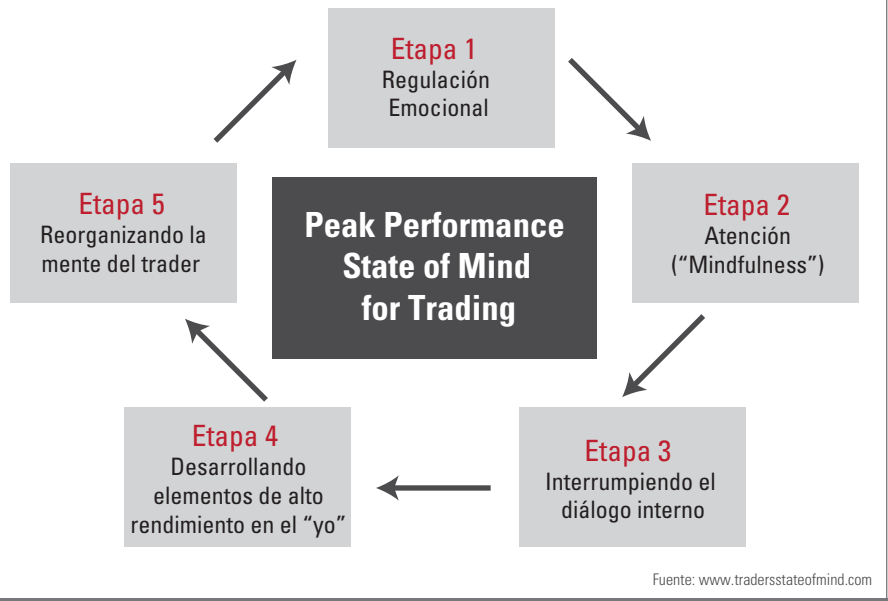 Etapa 1
Regulación
Emocional
Etapa 2
Atención
(“Mindfulness”)
Etapa 3
Interrumpiendo el
diálogo interno
Etapa 4
Desarrollando
elementos de alto
rendimiento en el “yo”
Etapa 5
Reorganizando la
mente del trader
Peak Performance
State of Mind
for Trading
Fuente: www.tradersstateofmind.com